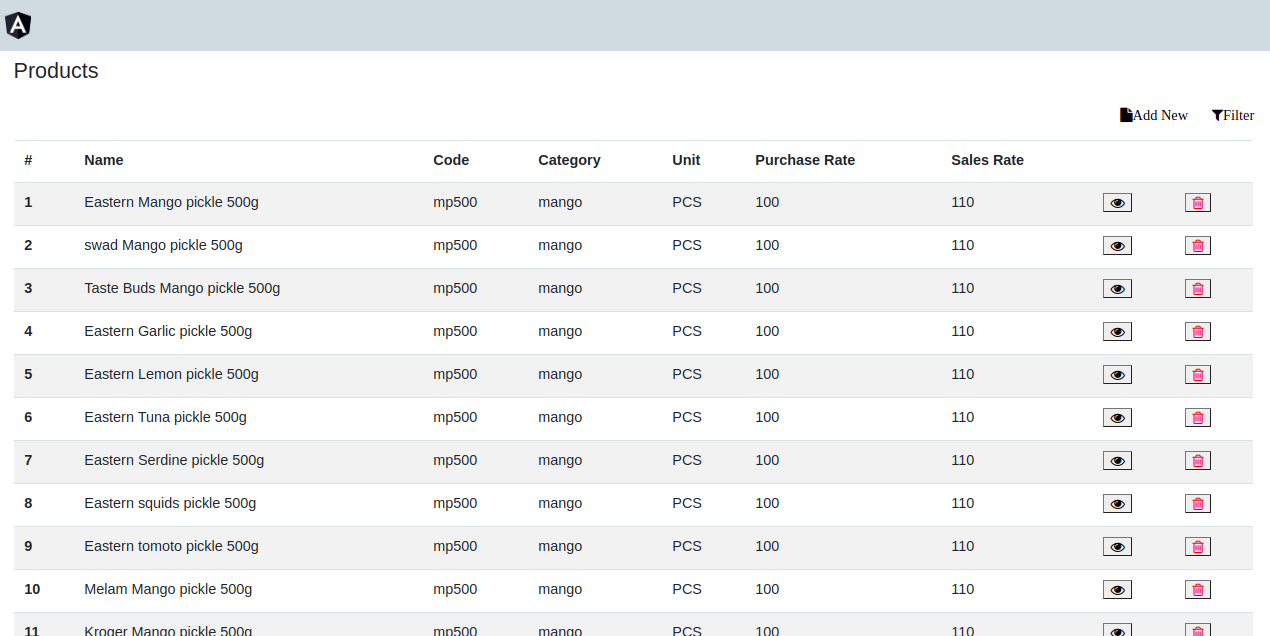 A
Products
Add New Filter
# Name Code Category Unit Purchase Rate Sales Rate
1 Eastern Mango pickle 500g mp500 mango PCS 100 110
2 swad Mango pickle 500g mp500 mango PCS 100 110
3 Taste Buds Mango pickle 500g mp500 mango PCS 100 110
4 Eastern Garlic pickle 500g mp500 mango PCS 100 110
5 Eastern Lemon pickle 500g mp500 mango PCS 100 110
6 Eastern Tuna pickle 500g mp500 mango PCS 100 110
7 Eastern Serdine pickle 500g mp500 mango PCS 100 110
8 Eastern squids pickle 500g mp500 mango PCS 100 110
9 Eastern tomoto pickle 500g mp500 mango PCS 100 110
10 Melam Mango pickle 500g mp500 mango PCS 100 110
11 Kroger Mango pickle 500g mp500 mango PCS 100 110